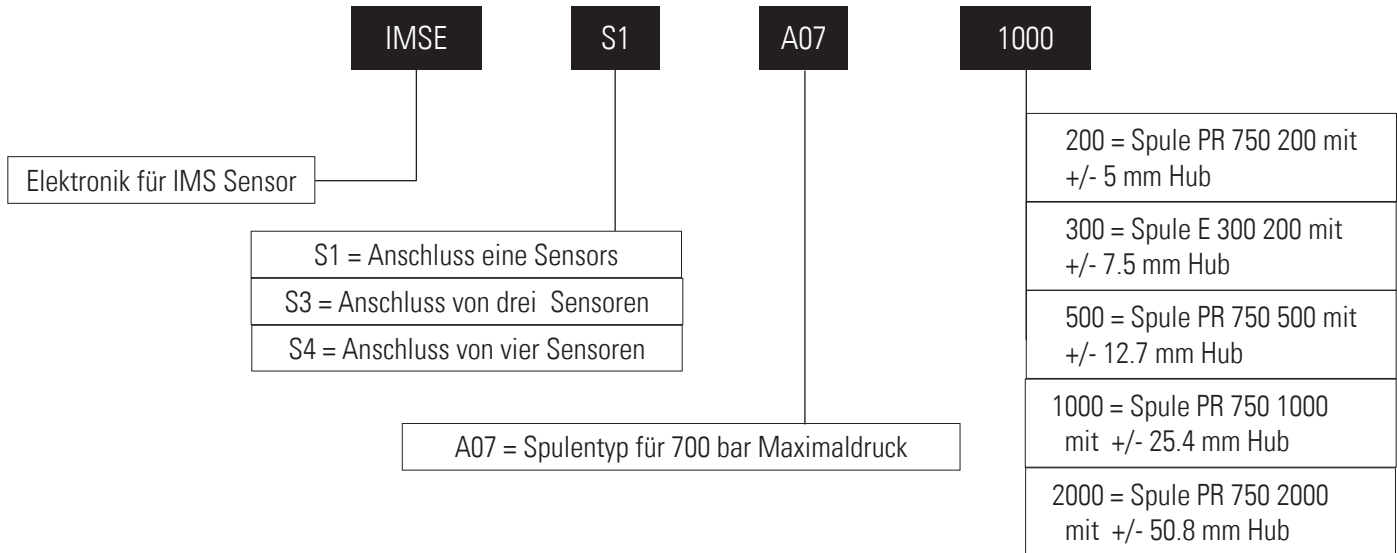 IMSE S1 A07 1000
Elektronik für IMS Sensor
S1 = Anschluss eine Sensors
S3 = Anschluss von drei Sensoren
S4 = Anschluss von vier Sensoren
A07 = Spulentyp für 700 bar Maximaldruck
200 = Spule PR 750 200 mit
+/- 5 mm Hub
300 = Spule E 300 200 mit
+/- 7.5 mm Hub
500 = Spule PR 750 500 mit
+/- 12.7 mm Hub
1000 = Spule PR 750 1000
mit +/- 25.4 mm Hub
2000 = Spule PR 750 2000
mit +/- 50.8 mm Hub